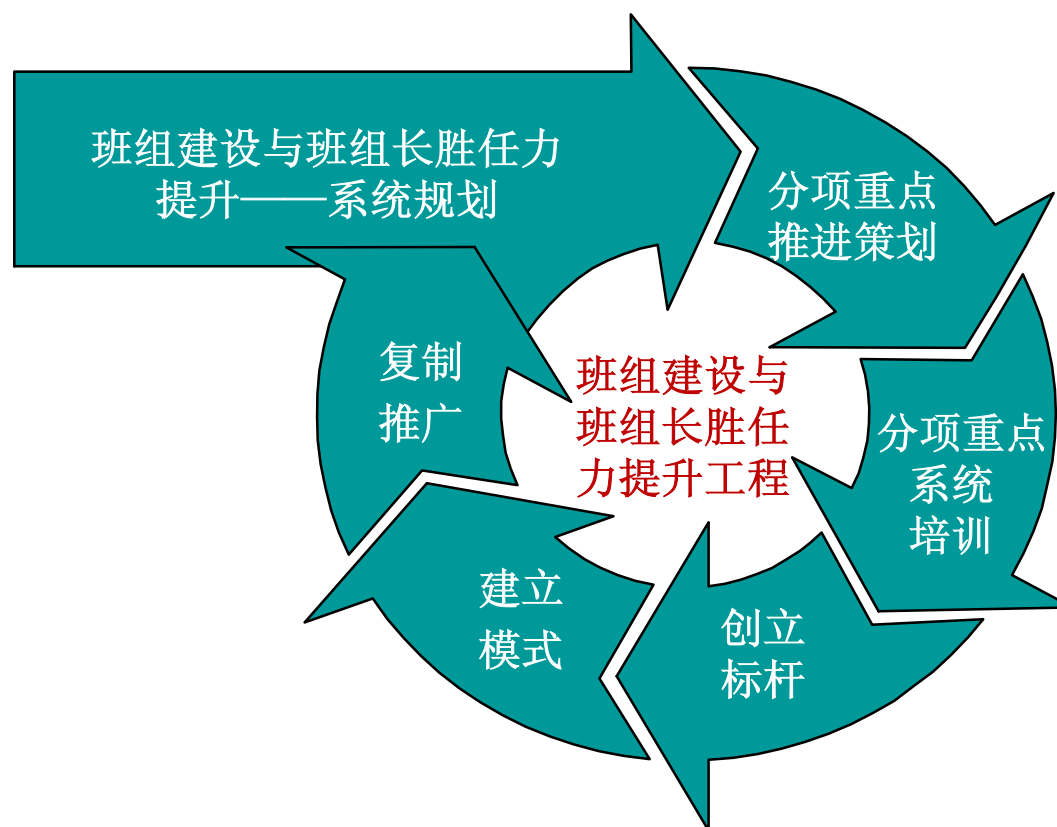 班组建设与班组长胜任力
提升——系统规划
分项重点
推进策划
分项重点
系统
培训
创立
标杆
建立
模式
复制
推广
班组建设与
班组长胜任
力提升工程